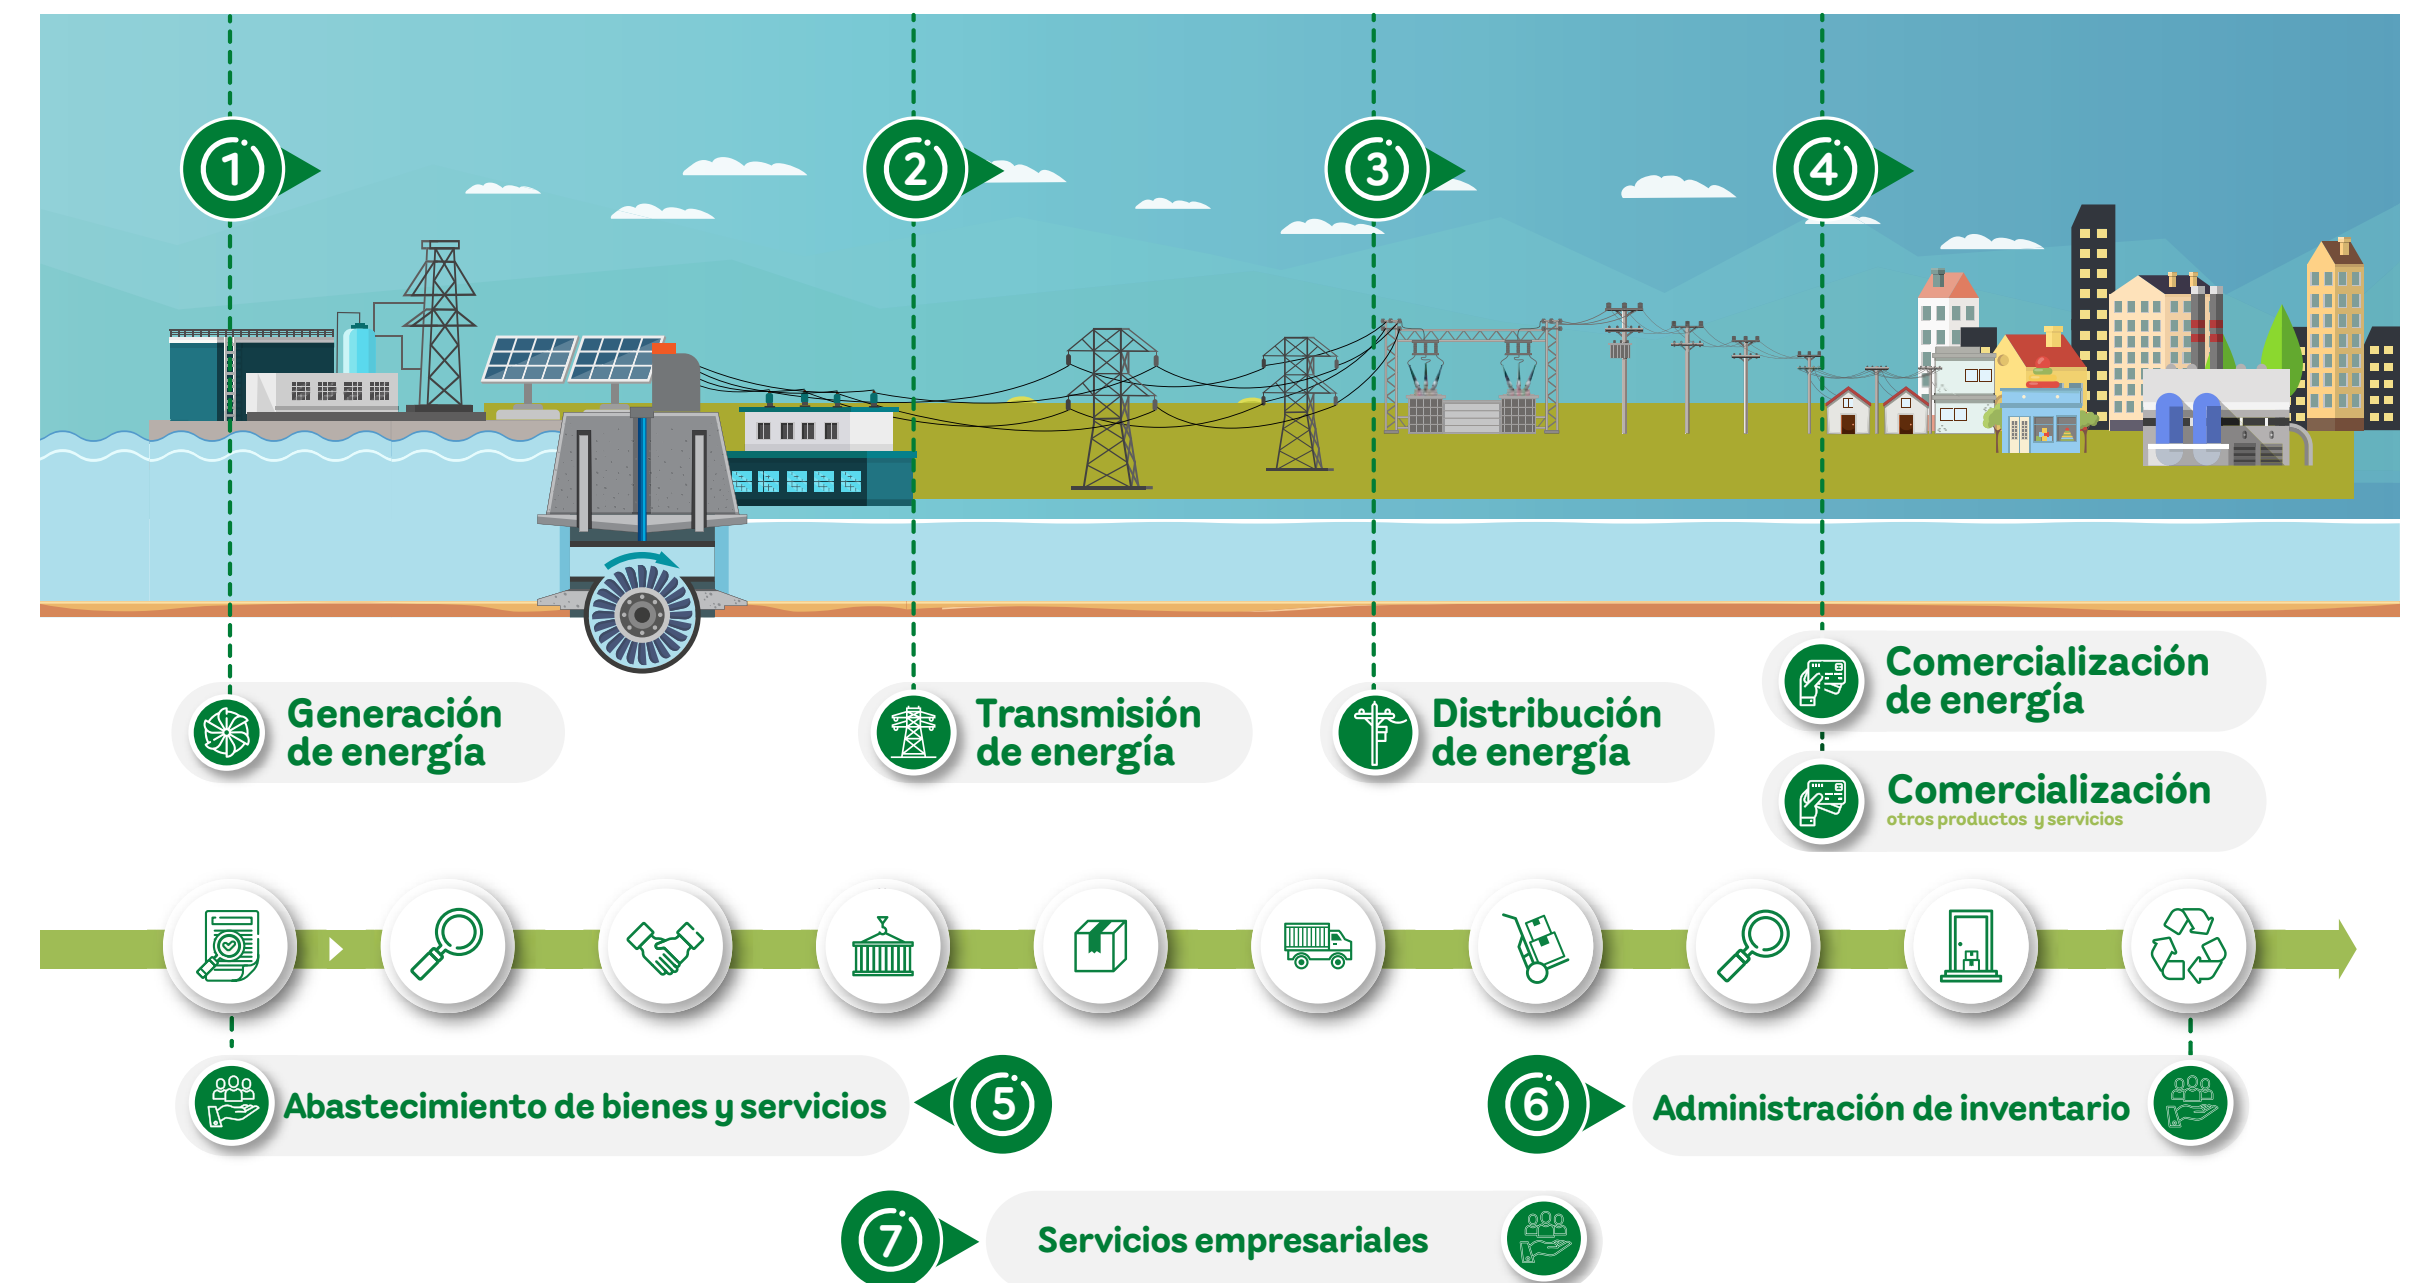 1
2
3
4
Generación
de energía
Transmisión
de energía
Distribución
de energía
Comercialización
de energía
Comercialización
otros productos y servicios
Abastecimiento de bienes y servicios
5
6
Administración de inventario
7
Servicios empresariales